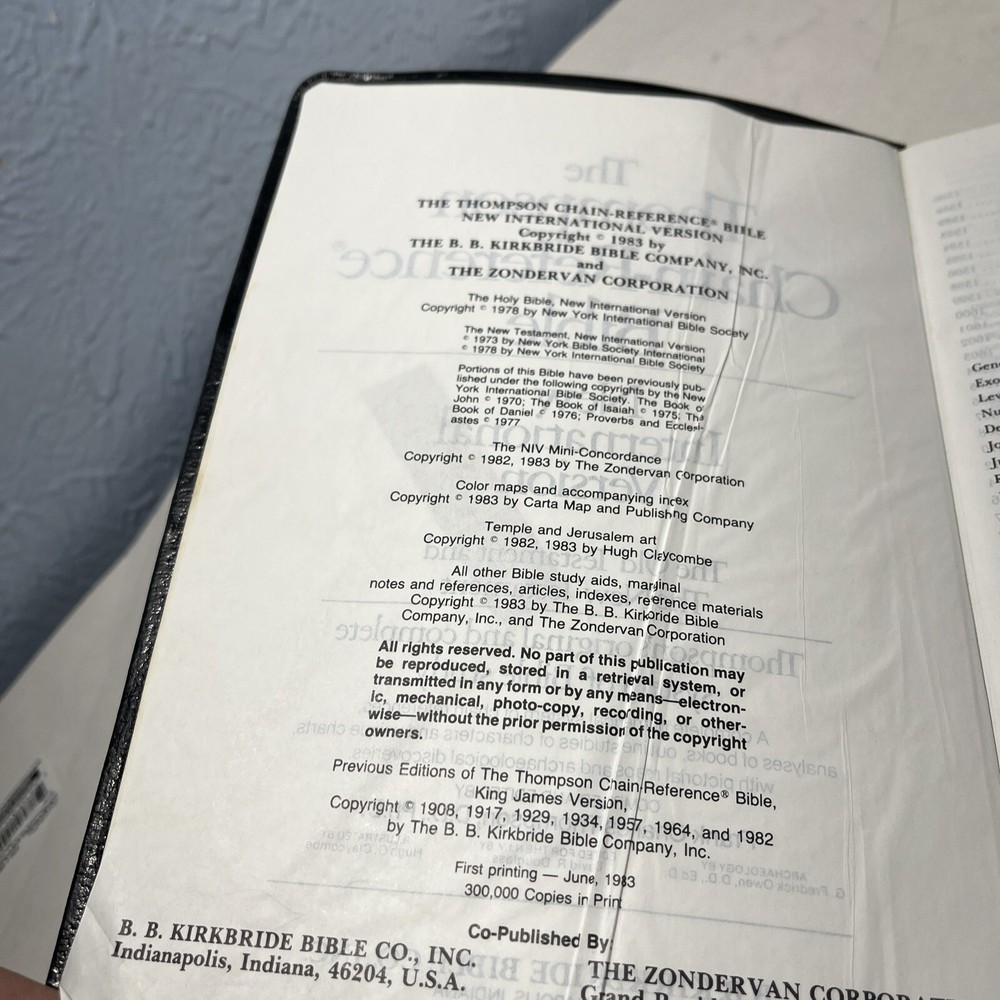 THE THOMPSON CHAIN-REFERENCE® BIBLE
NEW INTERNATIONAL VERSION
Copyright © 1983 by
THE B. B. KIRKBRIDE BIBLE COMPANY, INC.
and
THE ZONDERVAN CORPORATION
The Holy Bible, New International Version
Copyright © 1978 by New York International Bible Society
The New Testament, New International Version
© 1973 by New York Bible Society International
© 1978 by New York International Bible Society
Portions of this Bible have been previously pub-
lished under the following copyrights by the New
York International Bible Society. The Book of
John © 1970; The Book of Isaiah © 1975; The
Book of Daniel © 1976; Proverbs and Ecclesi-
astes © 1977
The NIV Mini-Concordance
Copyright © 1982, 1983 by The Zondervan Corporation
Color maps and accompanying index
Copyright © 1983 by Carta Map and Publishing Company
Temple and Jerusalem art
Copyright © 1982, 1983 by Hugh Claycombe
All other Bible study aids, marginal
notes and references, articles, indexes, reference materials
Copyright © 1983 by The B. B. Kirkbride Bible
Company, Inc., and The Zondervan Corporation
All rights reserved. No part of this publication may
be reproduced, stored in a retrieval system, or
transmitted in any form or by any means—electron-
ic, mechanical, photo-copy, recording, or other-
wise—without the prior permission of the copyright
owners.
Previous Editions of The Thompson Chain-Reference® Bible,
King James Version,
Copyright © 1908, 1917, 1929, 1934, 1957, 1964, and 1982
by The B. B. Kirkbride Bible Company, Inc.
First printing — June, 1983
300,000 Copies in Print
Co-Published By:
B. B. KIRKBRIDE BIBLE CO., INC.
Indianapolis, Indiana, 46204, U.S.A.
THE ZONDERVAN
Grand